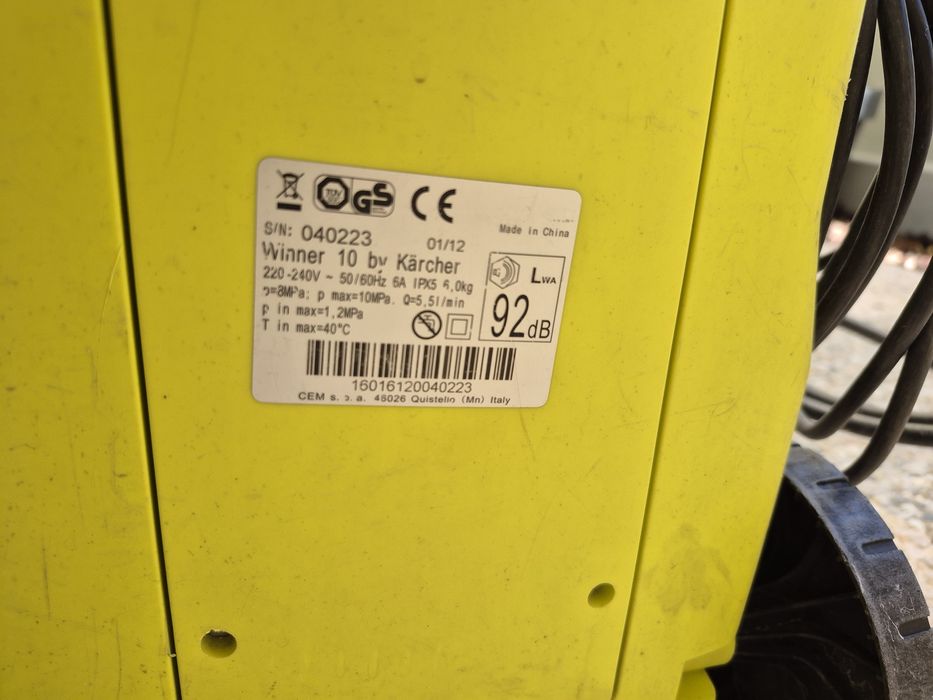 TÜV GS CE
Made in China
S/N: 040223 01/12
Winner 10 by Kärcher
220-240V ~ 50/60Hz 6A IPX5 6,0kg
p=8MPa; p max=10MPa. Q=5,5l/min
p in max=1,2MPa
T in max=40°C
LWA
92dB
16016120040223
CEM s.p.a. 46026 Quistello (Mn) Italy